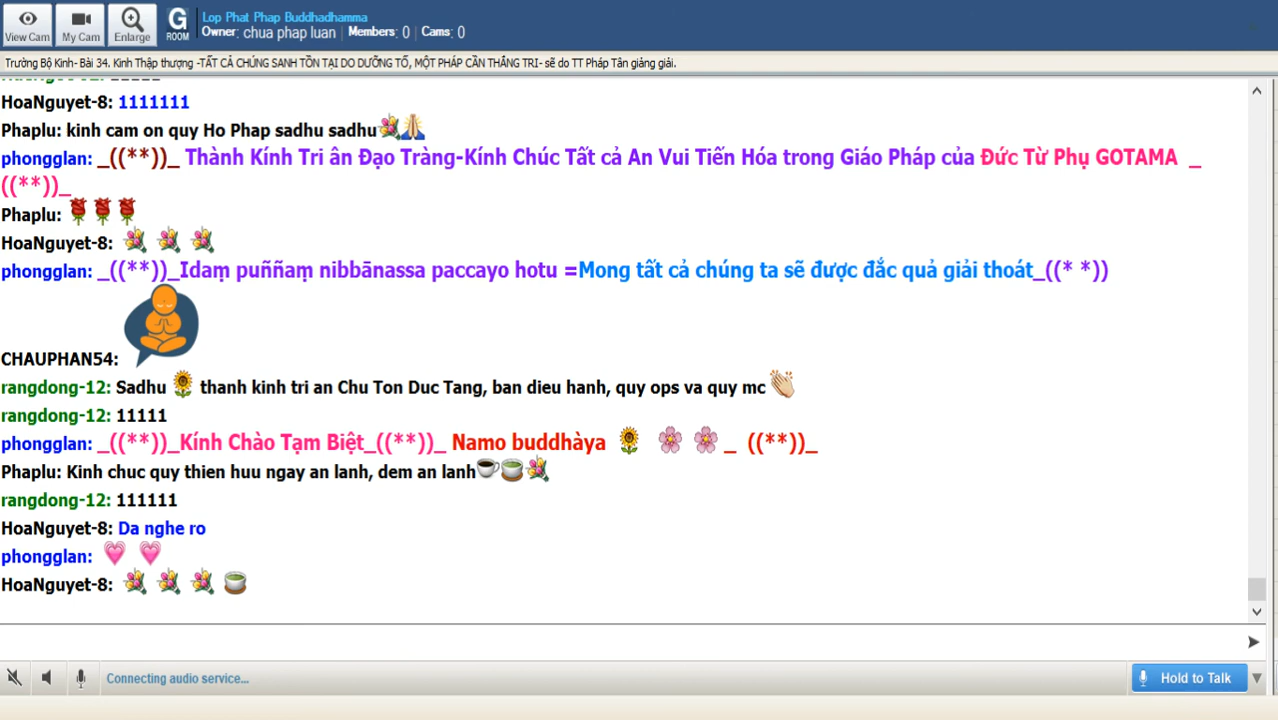 View Cam
My Cam
Enlarge
G
ROOM
Lop Phat Phap Buddhadhamma
Owner: chua phap luan | Members: 0 | Cams: 0
Trường Bộ Kinh- Bài 34. Kinh Thập thượng -TẤT CẢ CHÚNG SANH TỒN TẠI DO DƯỠNG TỐ, MỘT PHÁP CẦN THẮNG TRI- sẽ do TT Pháp Tân giảng giải.
HoaNguyet-8: 1111111
Phaplu: kinh cam on quy Ho Phap sadhu sadhu
phongglan: _((**))_ Thành Kính Tri ân Đạo Tràng-Kính Chúc Tất cả An Vui Tiến Hóa trong Giáo Pháp của Đức Từ Phụ GOTAMA _
((**))_
Phaplu:
HoaNguyet-8:
phongglan: _((**))_Idaṃ puññaṃ nibbānassa paccayo hotu =Mong tất cả chúng ta sẽ được đắc quả giải thoát_((* *))
CHAUPHAN54:
rangdong-12: Sadhu thanh kinh tri an Chu Ton Duc Tang, ban dieu hanh, quy ops va quy mc
rangdong-12: 11111
phongglan: _((**))_Kính Chào Tạm Biệt_((**))_ Namo buddhàya _ ((**))_
Phaplu: Kinh chuc quy thien huu ngay an lanh, dem an lanh
rangdong-12: 111111
HoaNguyet-8: Da nghe ro
phongglan:
HoaNguyet-8:
Connecting audio service...
Hold to Talk